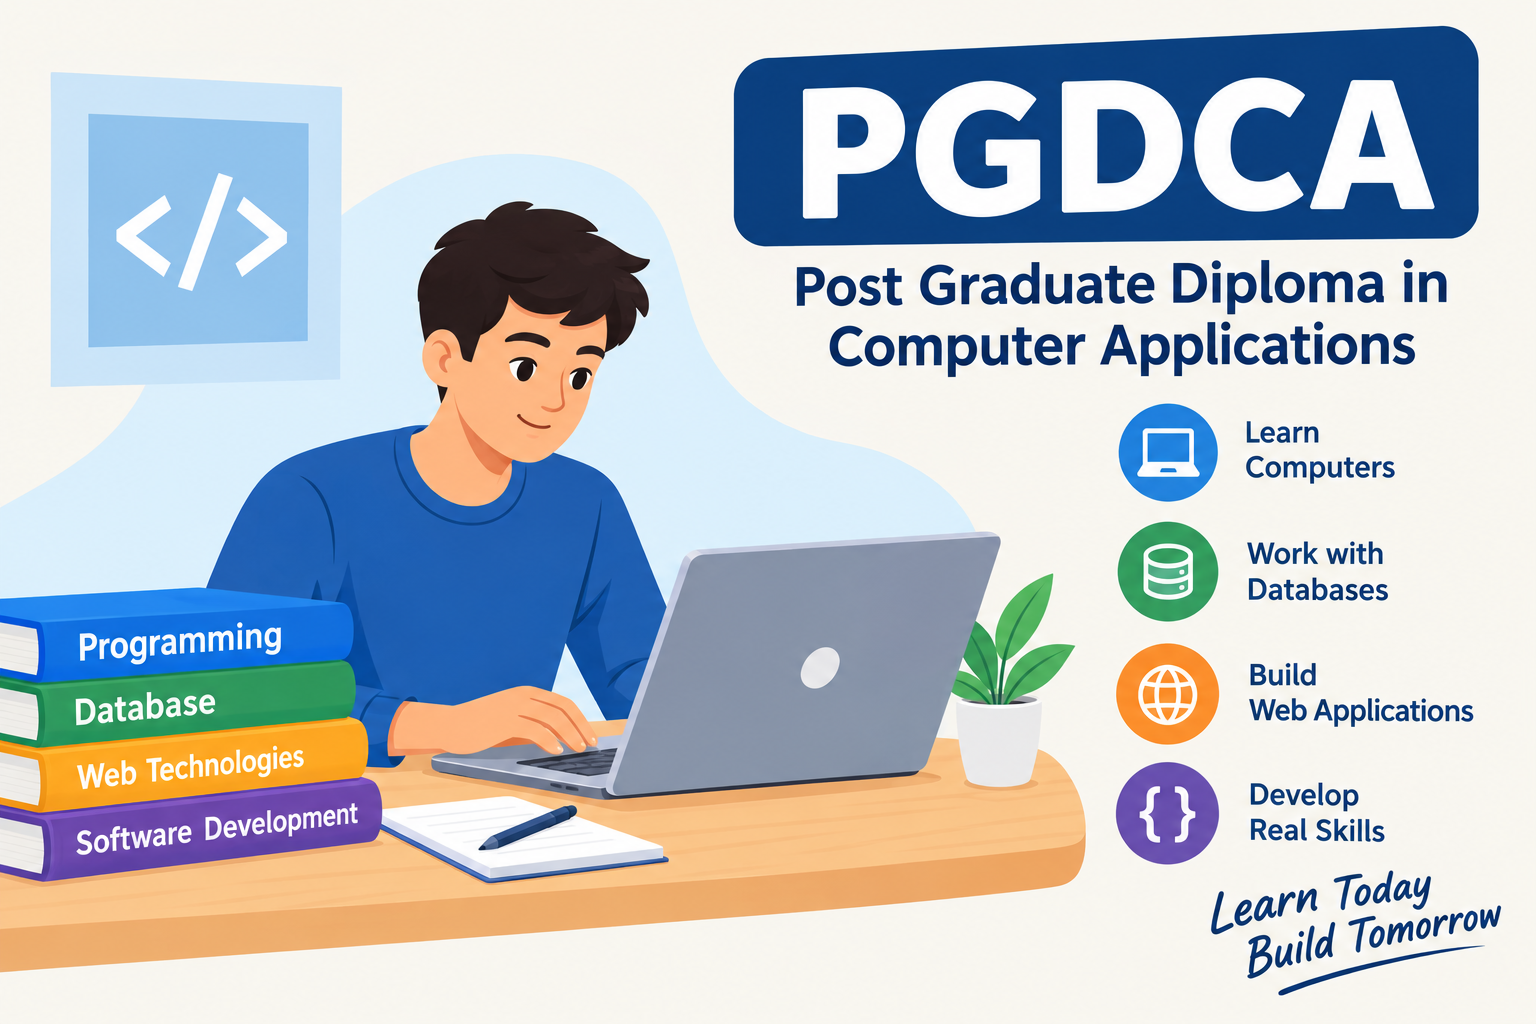 </>
PGDCA
Post Graduate Diploma in
Computer Applications
Learn
Computers
Work with
Databases
Build
Web Applications
Develop
Real Skills
Programming
Database
Web Technologies
Software Development
Learn Today
Build Tomorrow